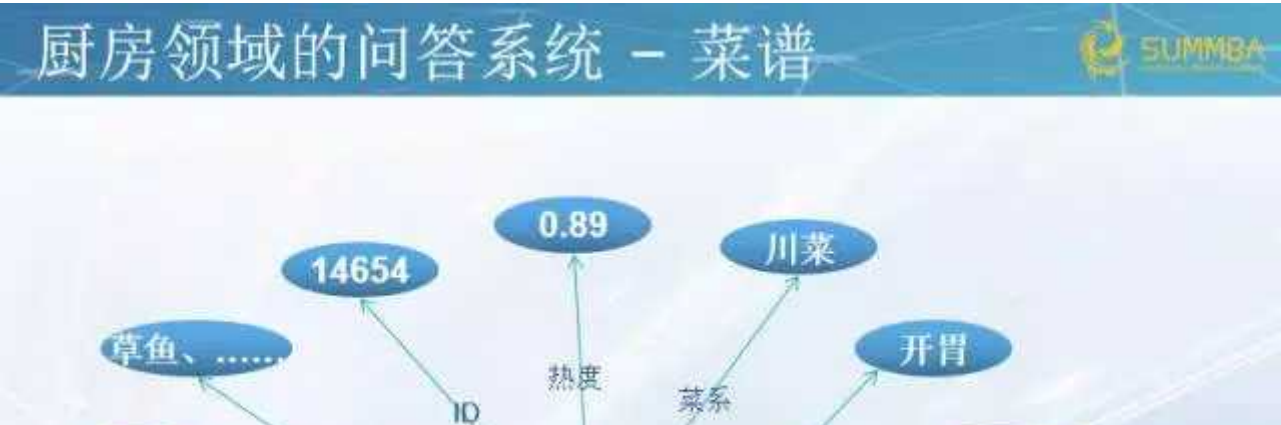 厨房领域的问答系统 – 菜谱
SUMMBA
0.89
川菜
14654
草鱼、……
开胃
热度
菜系
ID